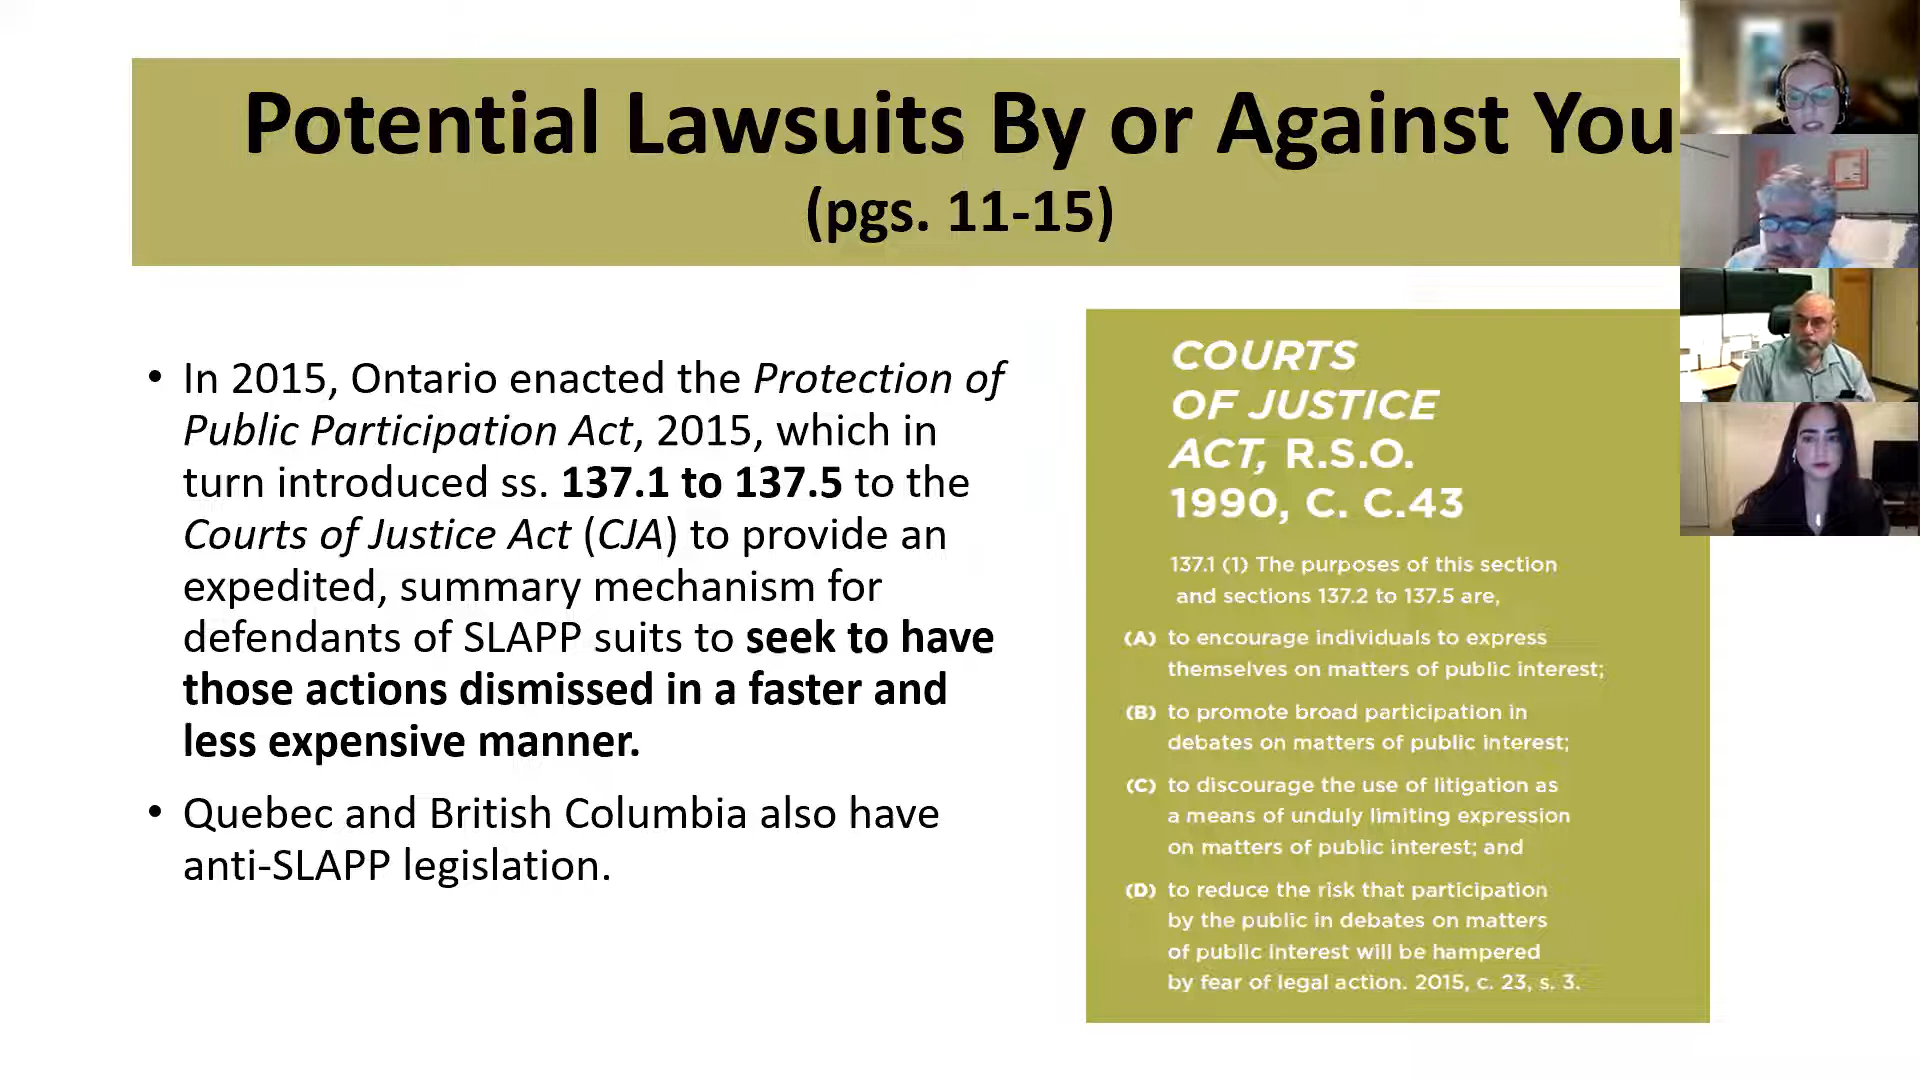 Potential Lawsuits By or Against You
(pgs. 11-15)
• In 2015, Ontario enacted the Protection of
Public Participation Act, 2015, which in
turn introduced ss. 137.1 to 137.5 to the
Courts of Justice Act (CJA) to provide an
expedited, summary mechanism for
defendants of SLAPP suits to seek to have
those actions dismissed in a faster and
less expensive manner.
• Quebec and British Columbia also have
anti-SLAPP legislation.
COURTS
OF JUSTICE
ACT, R.S.O.
1990, C. C.43
137.1 (1) The purposes of this section
and sections 137.2 to 137.5 are,
(A) to encourage individuals to express
themselves on matters of public interest;
(B) to promote broad participation in
debates on matters of public interest;
(C) to discourage the use of litigation as
a means of unduly limiting expression
on matters of public interest; and
(D) to reduce the risk that participation
by the public in debates on matters
of public interest will be hampered
by fear of legal action. 2015, c. 23, s. 3.